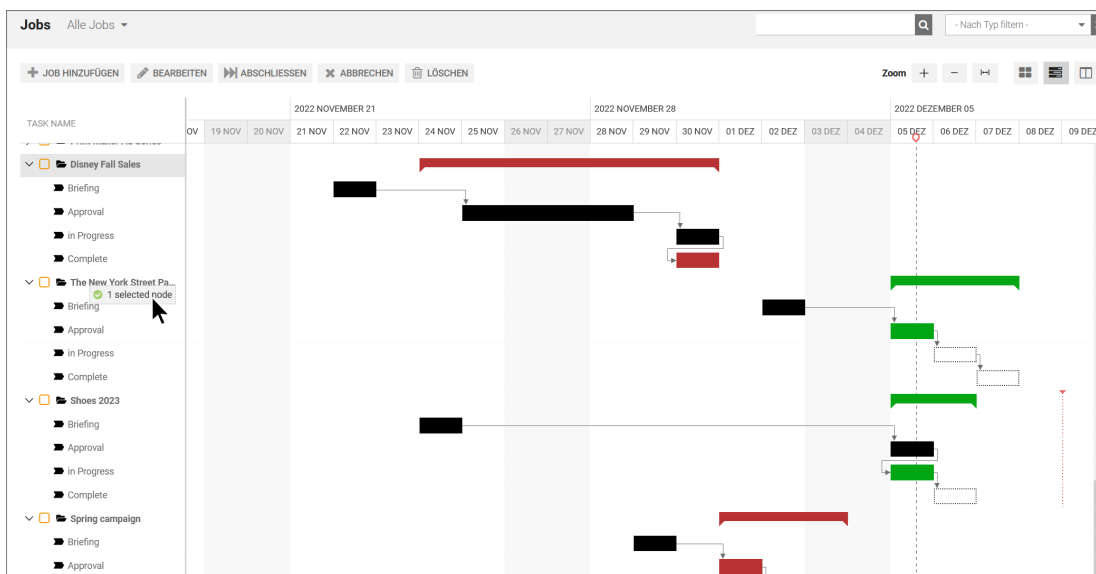 Jobs Alle Jobs
- Nach Typ filtern -
JOB HINZUFÜGEN BEARBEITEN ABSCHLIESSEN ABBRECHEN LÖSCHEN
Zoom
2022 NOVEMBER 21 2022 NOVEMBER 28 2022 DEZEMBER 05
TASK NAME
OV 19 NOV 20 NOV 21 NOV 22 NOV 23 NOV 24 NOV 25 NOV 26 NOV 27 NOV 28 NOV 29 NOV 30 NOV 01 DEZ 02 DEZ 03 DEZ 04 DEZ 05 DEZ 06 DEZ 07 DEZ 08 DEZ 09 DEZ
Disney Fall Sales
Briefing
Approval
in Progress
Complete
The New York Street Pa...
1 selected node
Briefing
Approval
in Progress
Complete
Shoes 2023
Briefing
Approval
in Progress
Complete
Spring campaign
Briefing
Approval